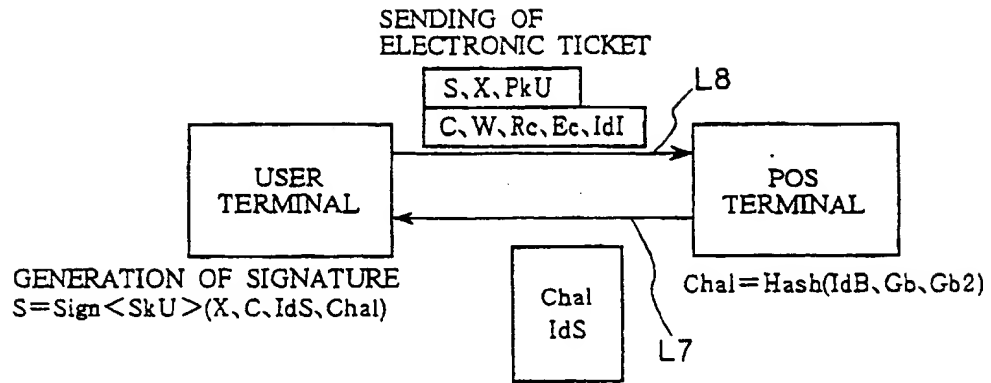 SENDING OF
ELECTRONIC TICKET
S、X、PkU
C、W、Rc、Ec、IdI
L8
USER
TERMINAL
POS
TERMINAL
GENERATION OF SIGNATURE
S=Sign<SkU>(X、C、IdS、Chal)
Chal
IdS
L7
Chal=Hash(IdB、Gb、Gb2)